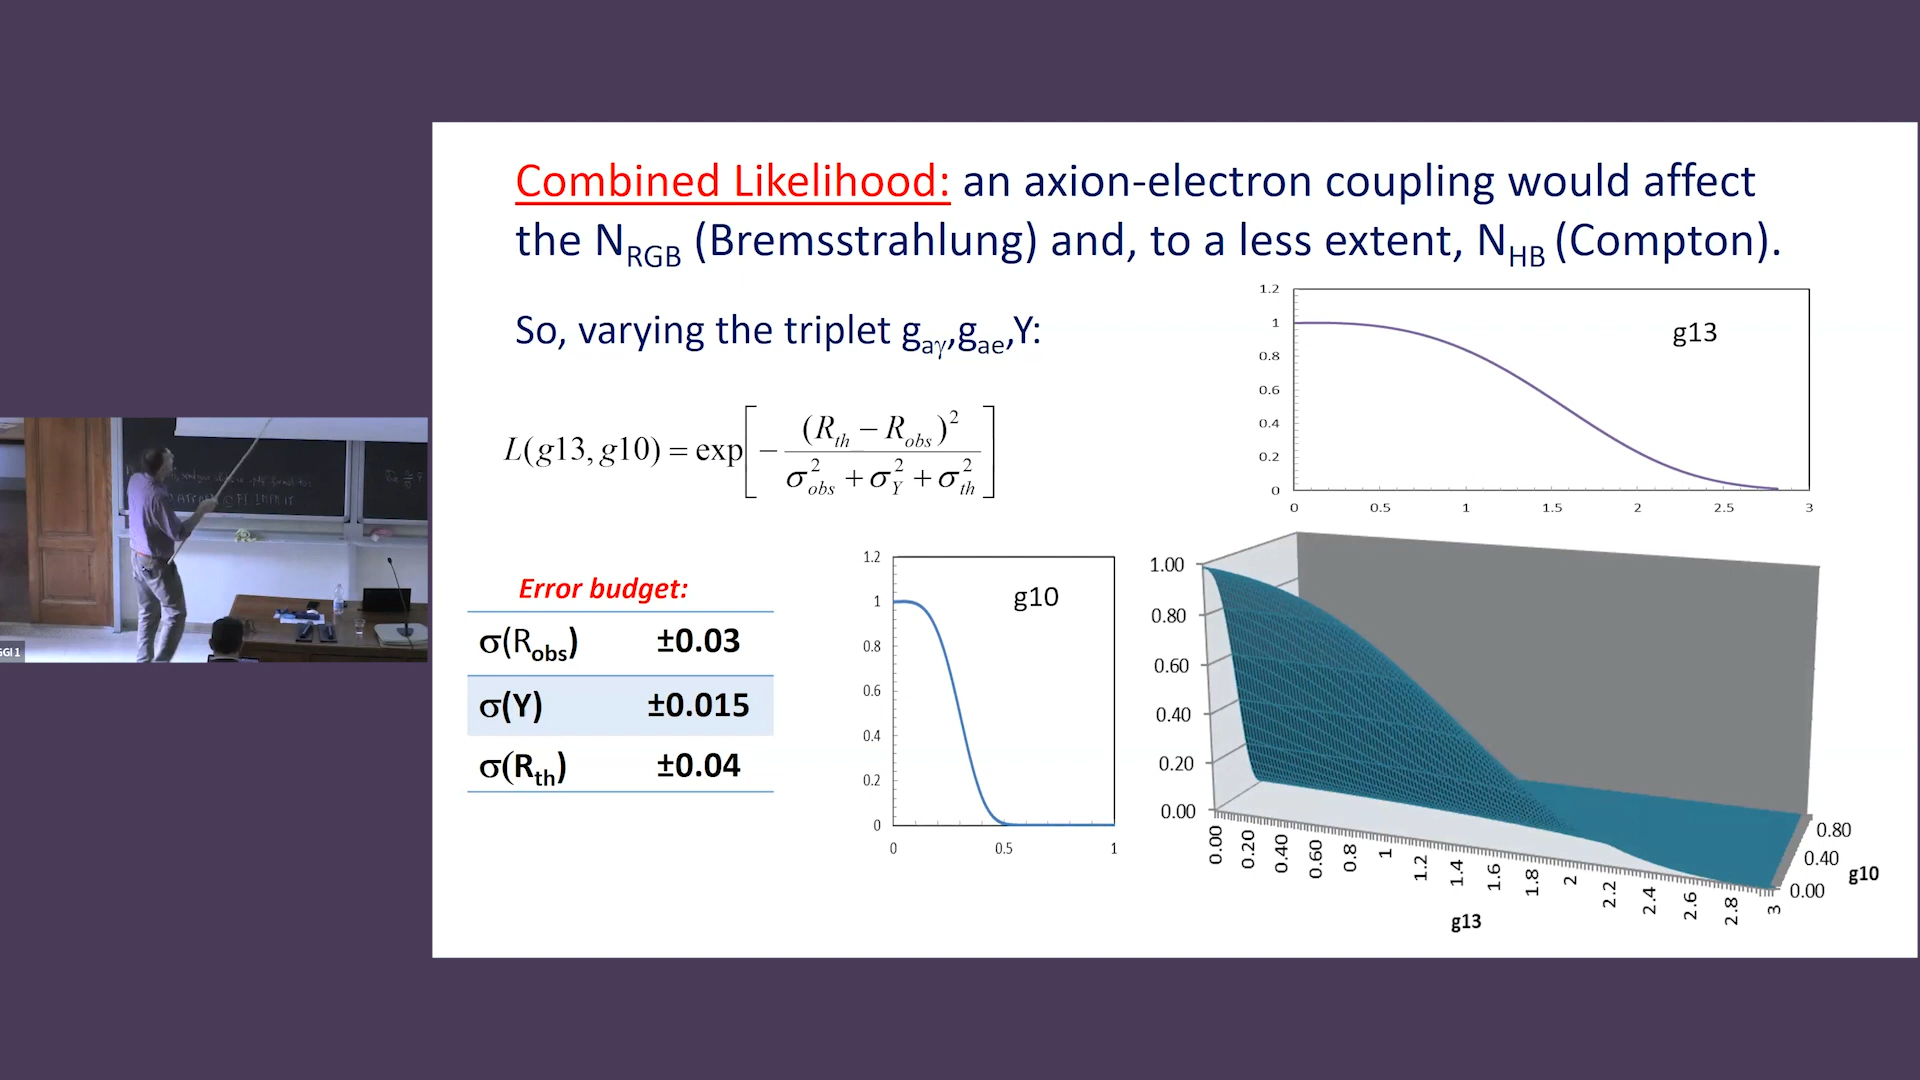 Combined Likelihood: an axion-electron coupling would affect
the N_RGB (Bremsstrahlung) and, to a less extent, N_HB (Compton).
So, varying the triplet g_aγ,g_ae,Y:
L(g13, g10) = exp[ − (R_th − R_obs)² / (σ²_obs + σ²_Y + σ²_th) ]
Error budget:
σ(R_obs) ±0.03
σ(Y) ±0.015
σ(R_th) ±0.04
g13
1.2
1
0.8
0.6
0.4
0.2
0
0 0.5 1 1.5 2 2.5 3
g10
1.2
1
0.8
0.6
0.4
0.2
0
0 0.5 1
1.00
0.80
0.60
0.40
0.20
0.00
0.00 0.20 0.40 0.60 0.8 1 1.2 1.4 1.6 1.8 2 2.2 2.4 2.6 2.8 3
g13
0.80
0.40
0.00
g10
GGI 1